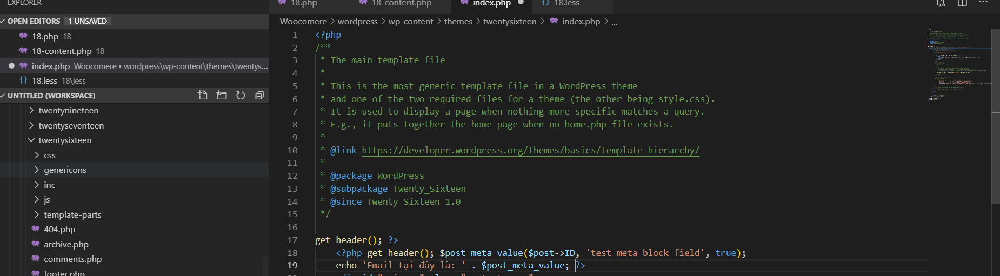 EXPLORER
OPEN EDITORS 1 UNSAVED
18.php 18
18-content.php 18
index.php Woocomere • wordpress\wp-content\themes\twentys...
18.less 18\less
UNTITLED (WORKSPACE)
twentynineteen
twentyseventeen
twentysixteen
css
genericons
inc
js
template-parts
404.php
archive.php
comments.php
footer.php
18.php 18-content.php index.php 18.less
Woocomere > wordpress > wp-content > themes > twentysixteen > index.php > ...
1 <?php
2 /**
3 * The main template file
4 *
5 * This is the most generic template file in a WordPress theme
6 * and one of the two required files for a theme (the other being style.css).
7 * It is used to display a page when nothing more specific matches a query.
8 * E.g., it puts together the home page when no home.php file exists.
9 *
10 * @link https://developer.wordpress.org/themes/basics/template-hierarchy/
11 *
12 * @package WordPress
13 * @subpackage Twenty_Sixteen
14 * @since Twenty Sixteen 1.0
15 */
16
17 get_header(); ?>
18 <?php get_header(); $post_meta_value($post->ID, 'test_meta_block_field', true);
19 echo 'Email tại đây là: ' . $post_meta_value; ?>